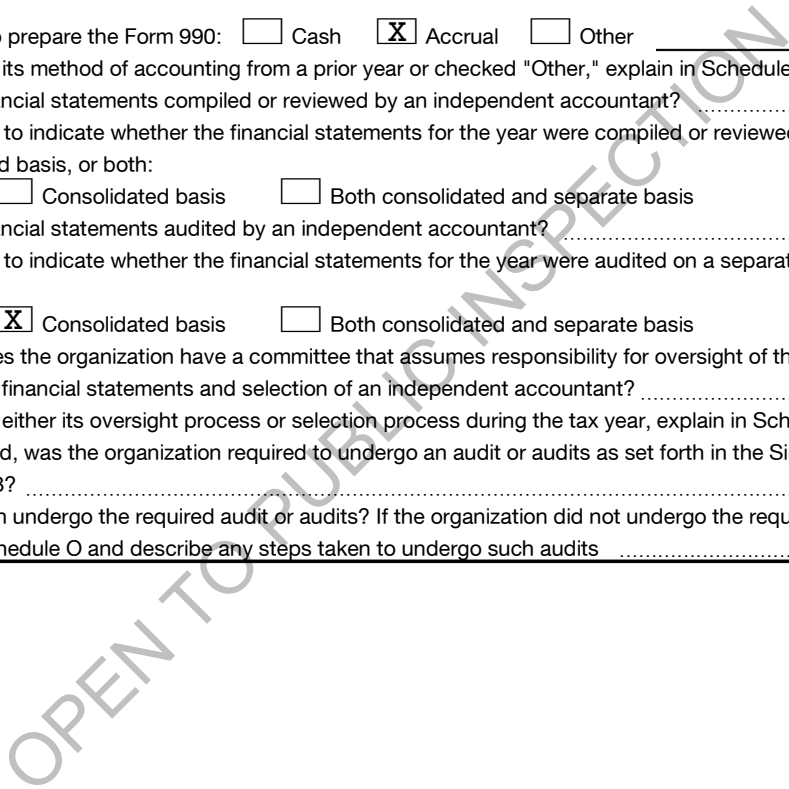 prepare the Form 990: Cash X Accrual Other
its method of accounting from a prior year or checked "Other," explain in Schedule
financial statements compiled or reviewed by an independent accountant?
to indicate whether the financial statements for the year were compiled or reviewed
basis, or both:
Consolidated basis Both consolidated and separate basis
financial statements audited by an independent accountant?
to indicate whether the financial statements for the year were audited on a separat
X Consolidated basis Both consolidated and separate basis
es the organization have a committee that assumes responsibility for oversight of th
financial statements and selection of an independent accountant?
either its oversight process or selection process during the tax year, explain in Sch
d, was the organization required to undergo an audit or audits as set forth in the Si
?
n undergo the required audit or audits? If the organization did not undergo the requ
hedule O and describe any steps taken to undergo such audits
OPEN TO PUBLIC INSPECTION